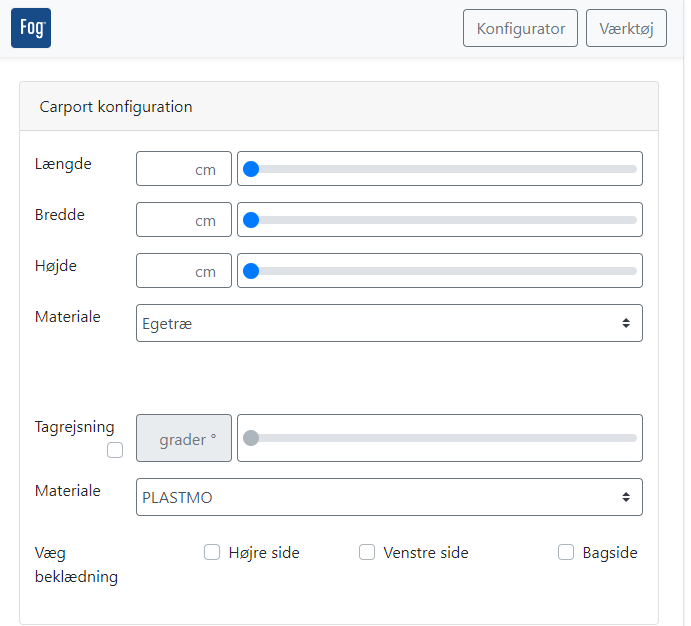 Fog
Konfigurator
Værktøj
Carport konfiguration
Længde
cm
Bredde
cm
Højde
cm
Materiale
Egetræ
Tagrejsning
grader °
Materiale
PLASTMO
Væg
beklædning
Højre side
Venstre side
Bagside